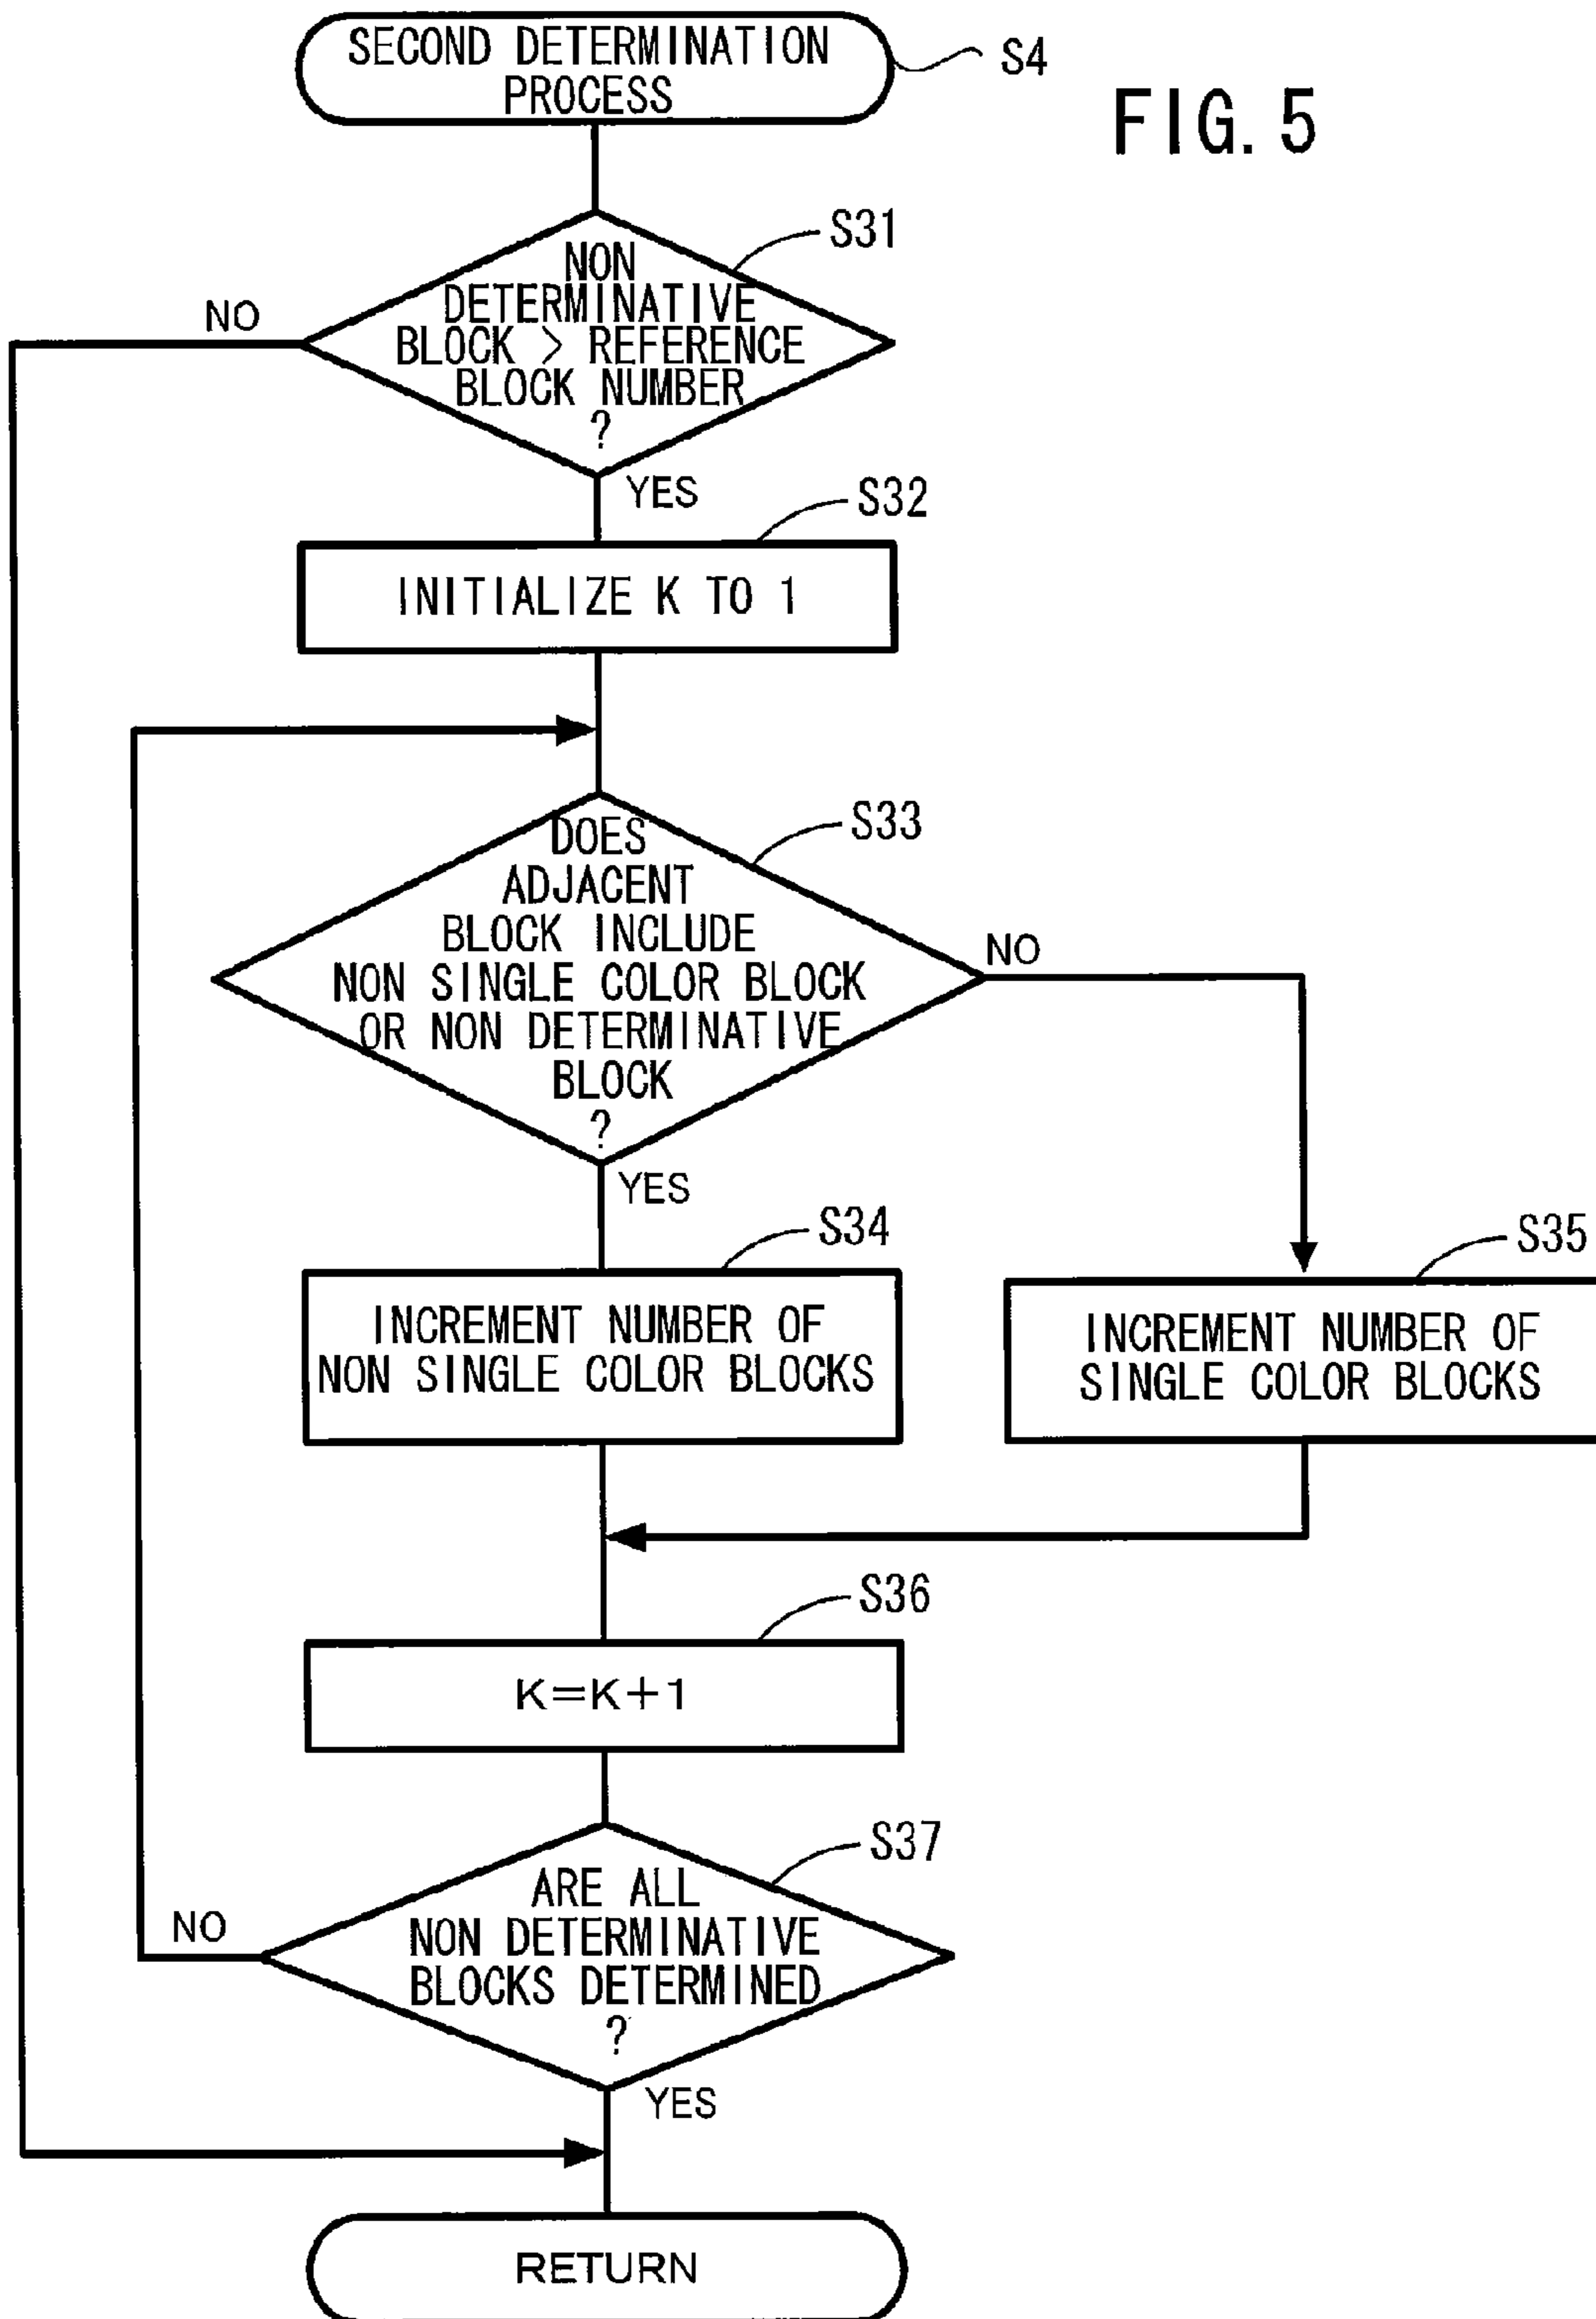 SECOND DETERMINATION
PROCESS
S4
FIG. 5
S31
NON
DETERMINATIVE
BLOCK > REFERENCE
BLOCK NUMBER
?
NO
YES
S32
INITIALIZE K TO 1
S33
DOES
ADJACENT
BLOCK INCLUDE
NON SINGLE COLOR BLOCK
OR NON DETERMINATIVE
BLOCK
?
NO
YES
S34
INCREMENT NUMBER OF
NON SINGLE COLOR BLOCKS
S35
INCREMENT NUMBER OF
SINGLE COLOR BLOCKS
S36
K=K+1
S37
ARE ALL
NON DETERMINATIVE
BLOCKS DETERMINED
?
NO
YES
RETURN